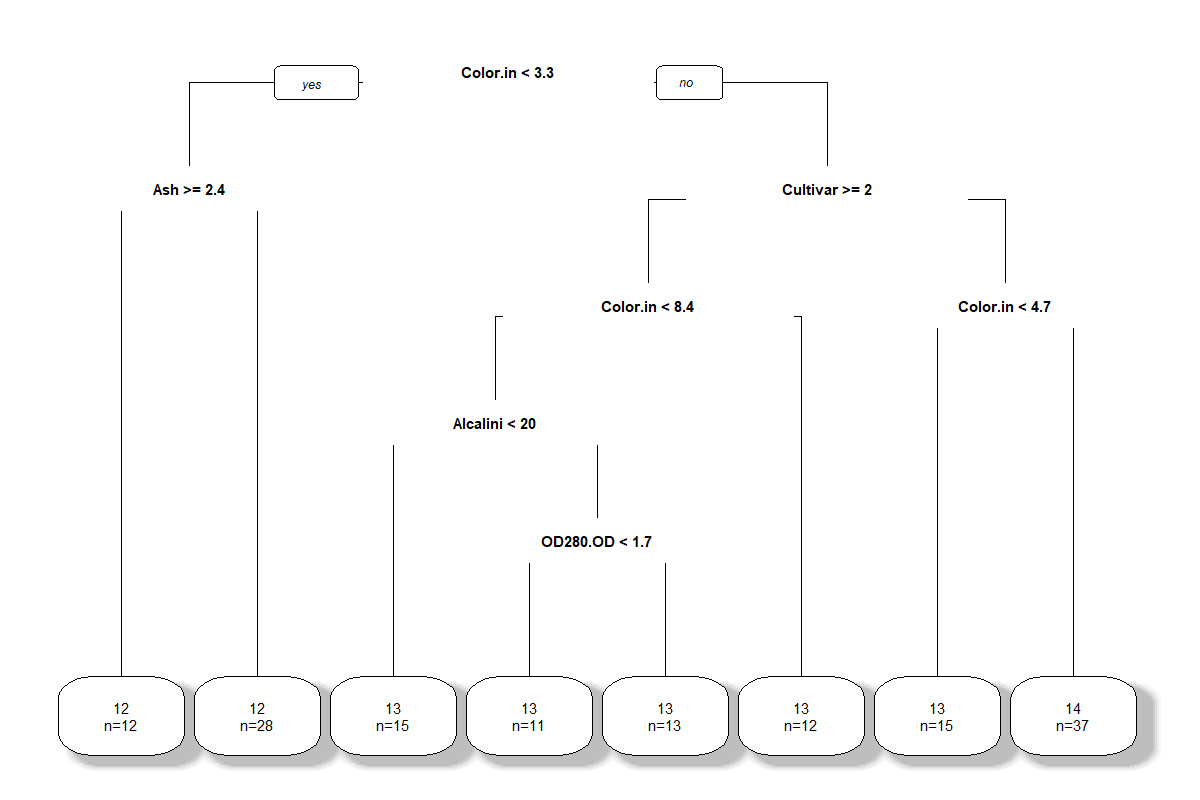 Color.in < 3.3
yes
no
Ash >= 2.4
Cultivar >= 2
Color.in < 8.4
Color.in < 4.7
Alcalini < 20
OD280.OD < 1.7
12
n=12
12
n=28
13
n=15
13
n=11
13
n=13
13
n=12
13
n=15
14
n=37